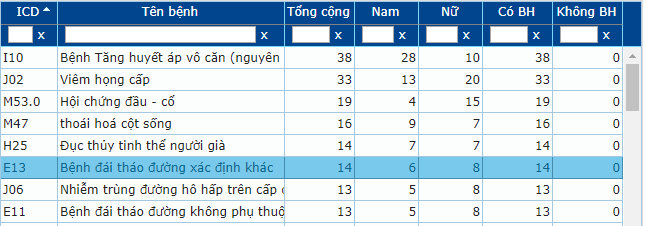 ICD Tên bệnh Tổng cộng Nam Nữ Có BH Không BH
x x x x x x x
I10 Bệnh Tăng huyết áp vô căn (nguyên 38 28 10 38 0
J02 Viêm họng cấp 33 13 20 33 0
M53.0 Hội chứng đầu - cổ 19 4 15 19 0
M47 thoái hoá cột sống 16 9 7 16 0
H25 Đục thủy tinh thể người già 14 7 7 14 0
E13 Bệnh đái tháo đường xác định khác 14 6 8 14 0
J06 Nhiễm trùng đường hô hấp trên cấp 13 5 8 13 0
E11 Bệnh đái tháo đường không phụ thuộ 13 5 8 13 0